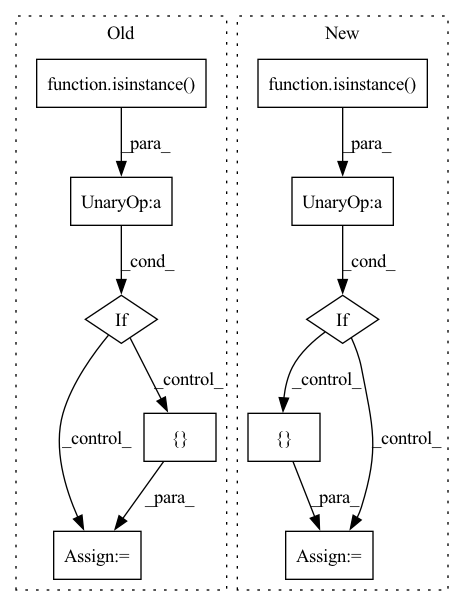 Old
function.isinstance()
_para_
UnaryOp:a
_cond_
If
_control_
_control_
{}
_para_
Assign:=
New
function.isinstance()
_para_
UnaryOp:a
_cond_
If
_control_
_control_
{}
_para_
Assign:=